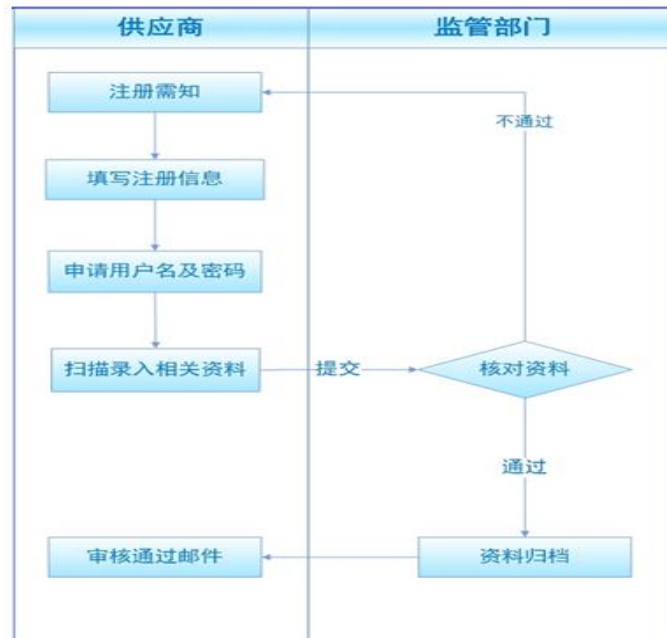 供应商
监管部门
注册需知
不通过
填写注册信息
申请用户名及密码
扫描录入相关资料
提交
核对资料
通过
审核通过邮件
资料归档